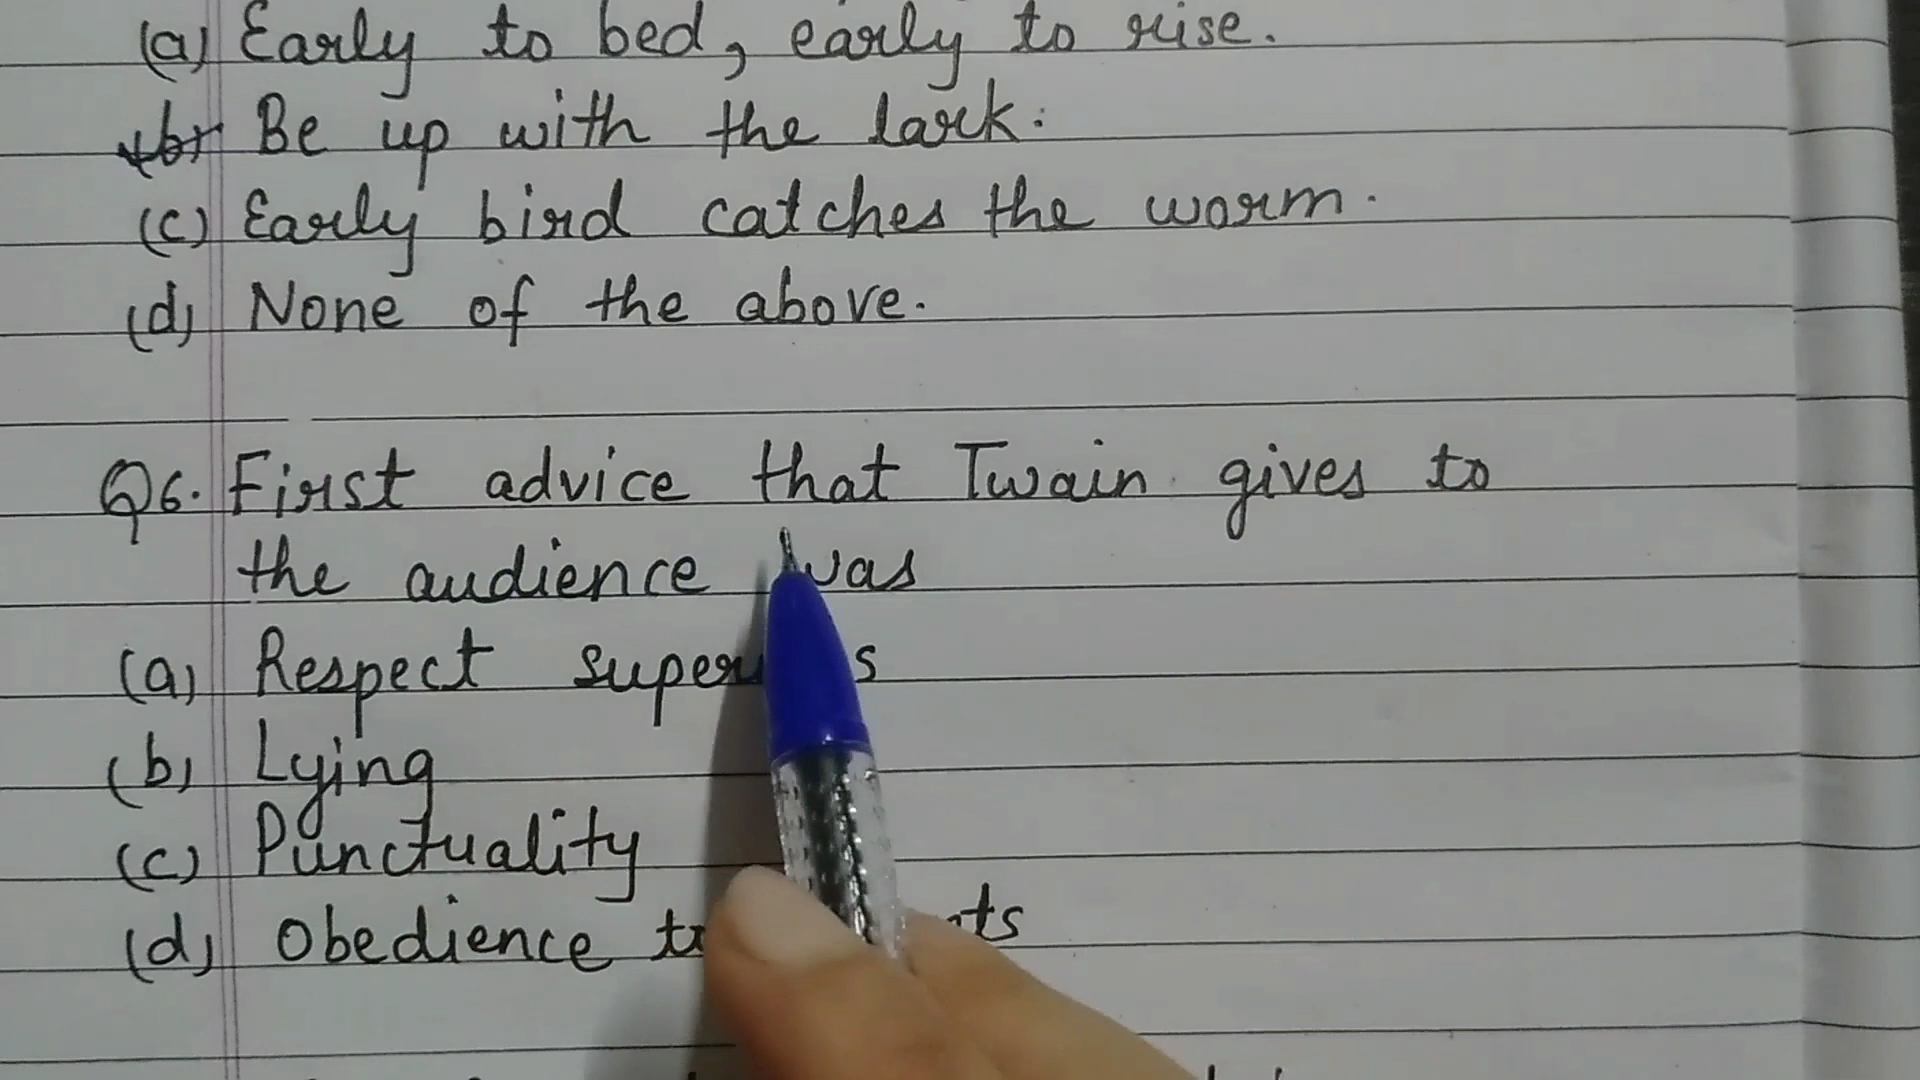 (a) Early to bed, early to rise.
(b) Be up with the lark.
(c) Early bird catches the worm.
(d) None of the above.
Q6. First advice that Twain gives to
the audience was
(a) Respect
(b) Lying
(c) Punctuality
(d) Obedience